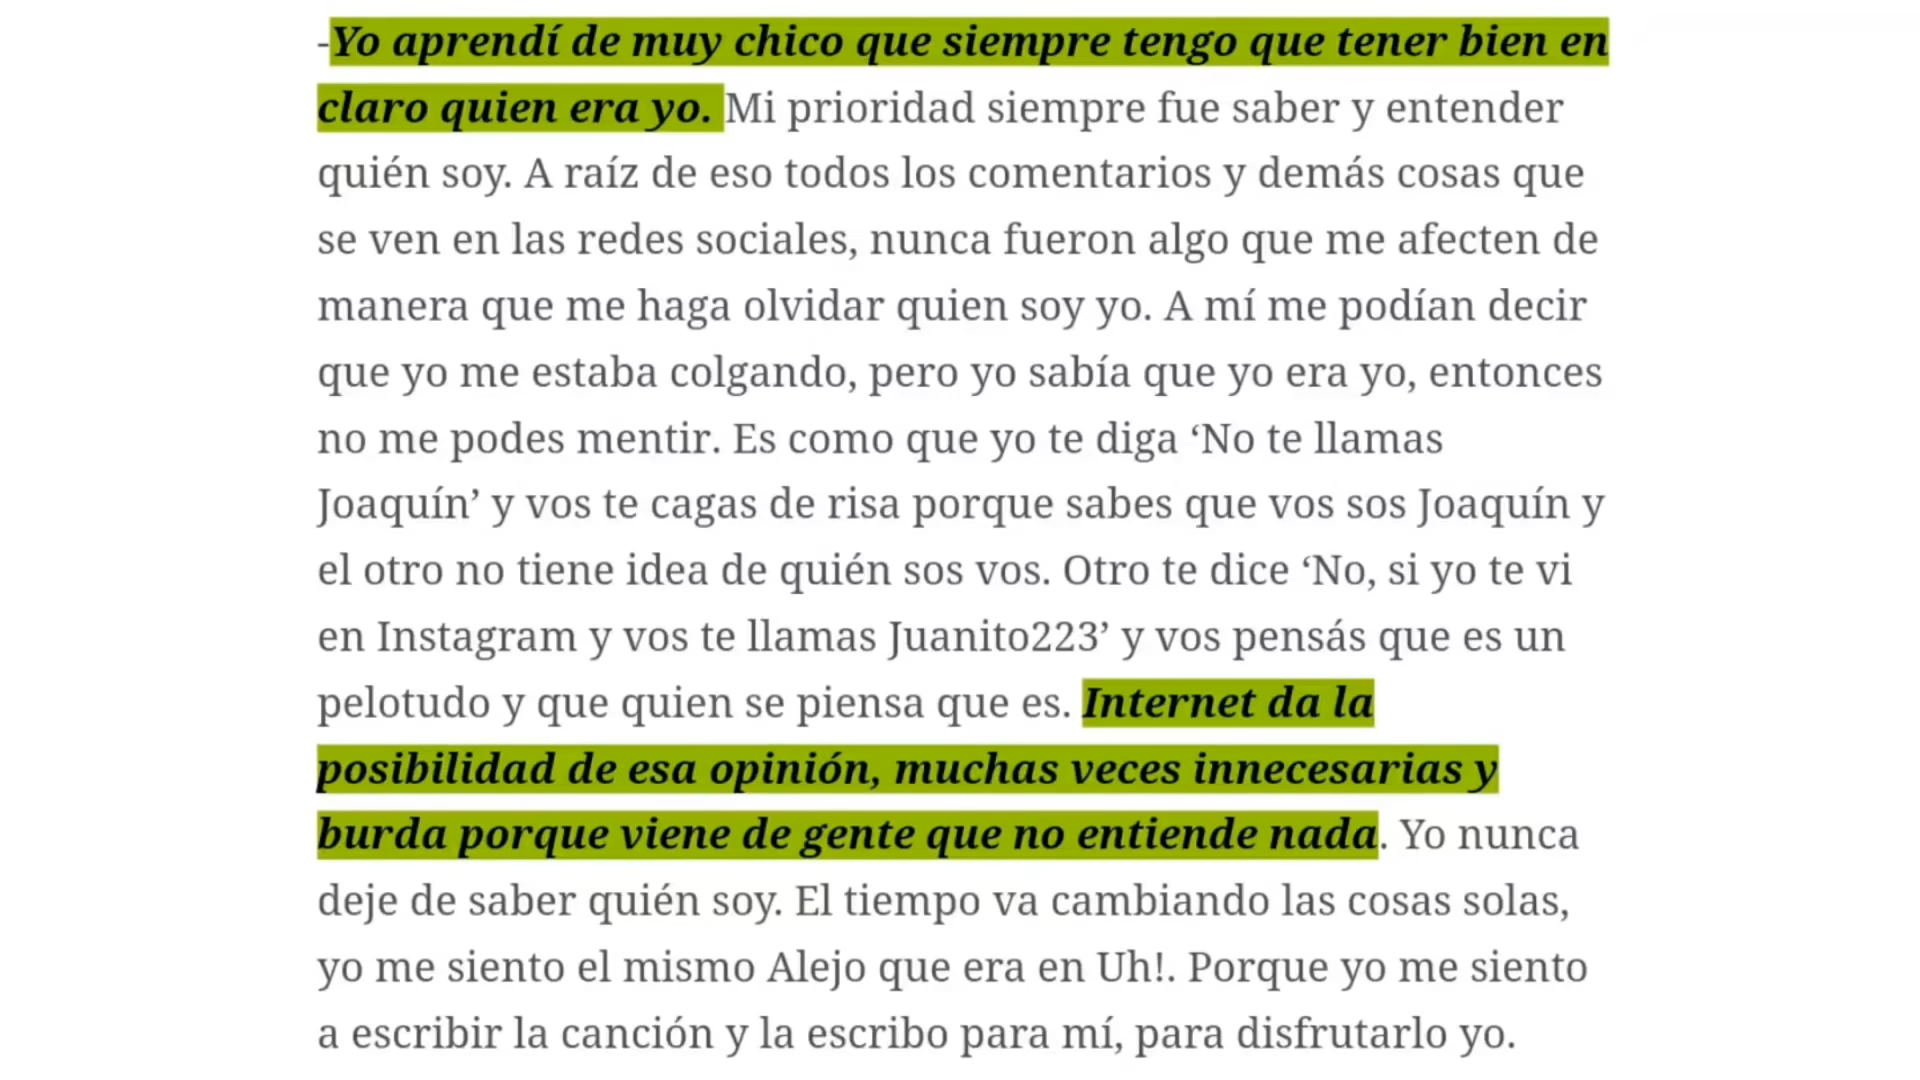 -Yo aprendí de muy chico que siempre tengo que tener bien en
claro quien era yo. Mi prioridad siempre fue saber y entender
quién soy. A raíz de eso todos los comentarios y demás cosas que
se ven en las redes sociales, nunca fueron algo que me afecten de
manera que me haga olvidar quien soy yo. A mí me podían decir
que yo me estaba colgando, pero yo sabía que yo era yo, entonces
no me podes mentir. Es como que yo te diga ‘No te llamas
Joaquín’ y vos te cagas de risa porque sabes que vos sos Joaquín y
el otro no tiene idea de quién sos vos. Otro te dice ‘No, si yo te vi
en Instagram y vos te llamas Juanito223’ y vos pensás que es un
pelotudo y que quien se piensa que es. Internet da la
posibilidad de esa opinión, muchas veces innecesarias y
burda porque viene de gente que no entiende nada. Yo nunca
deje de saber quién soy. El tiempo va cambiando las cosas solas,
yo me siento el mismo Alejo que era en Uh!. Porque yo me siento
a escribir la canción y la escribo para mí, para disfrutarlo yo.